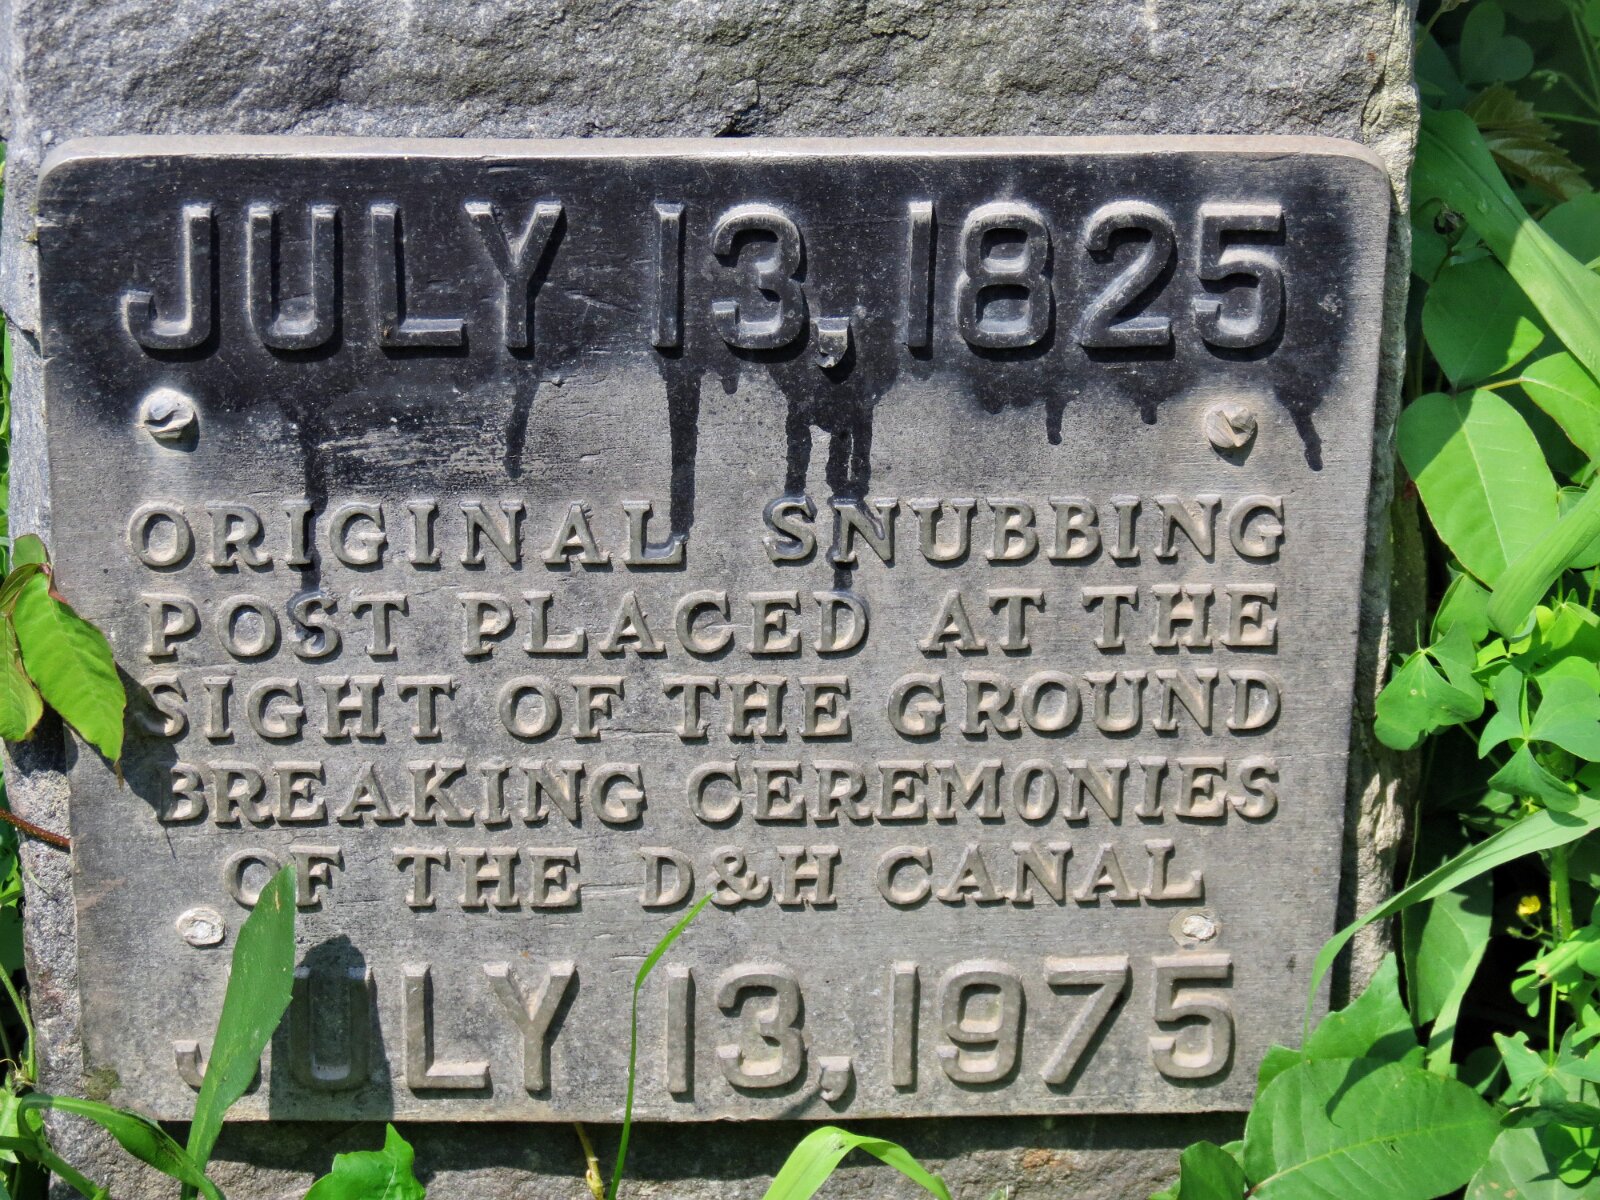 JULY 13, 1825
ORIGINAL SNUBBING
POST PLACED AT THE
SIGHT OF THE GROUND
BREAKING CEREMONIES
OF THE D&H CANAL
JULY 13, 1975